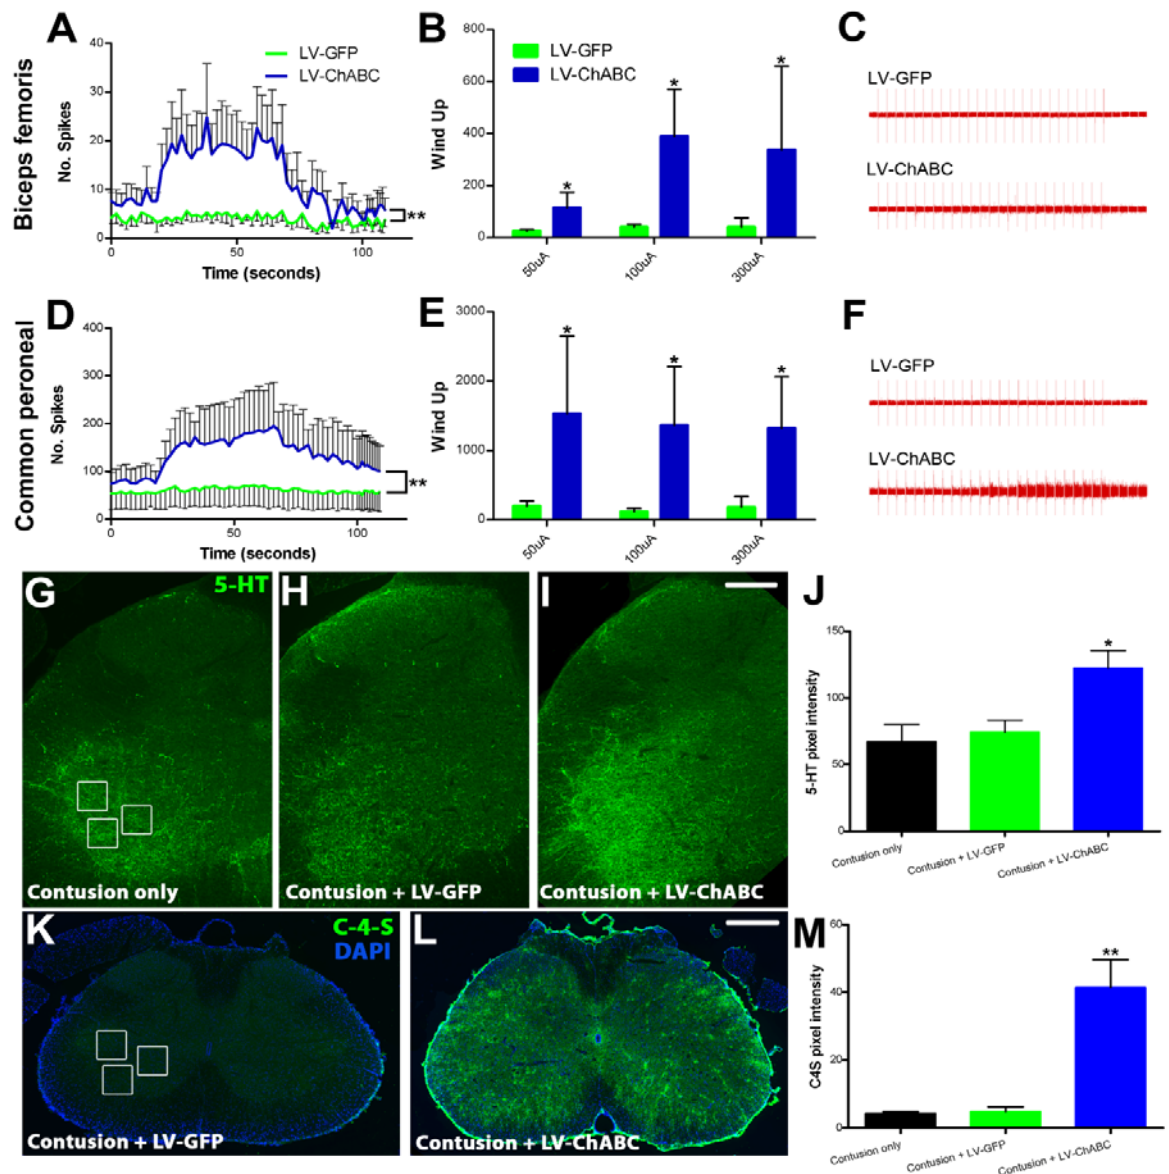 A
Biceps femoris
No. Spikes
40
30
20
10
0
LV-GFP
LV-ChABC
**
0 50 100
Time (seconds)
B
Wind Up
800
600
400
200
0
LV-GFP
LV-ChABC
* * *
50uA 100uA 300uA
C
LV-GFP
LV-ChABC
D
Common peroneal
No. Spikes
400
300
200
100
0
**
0 50 100
Time (seconds)
E
Wind Up
3000
2000
1000
0
* * *
50uA 100uA 300uA
F
LV-GFP
LV-ChABC
G
5-HT
Contusion only
H
Contusion + LV-GFP
I
Contusion + LV-ChABC
J
5-HT pixel intensity
150
100
50
0
*
Contusion only
Contusion + LV-GFP
Contusion + LV-ChABC
K
C-4-S
DAPI
Contusion + LV-GFP
L
Contusion + LV-ChABC
M
C4S pixel intensity
60
40
20
0
**
Contusion only
Contusion + LV-GFP
Contusion + LV-ChABC